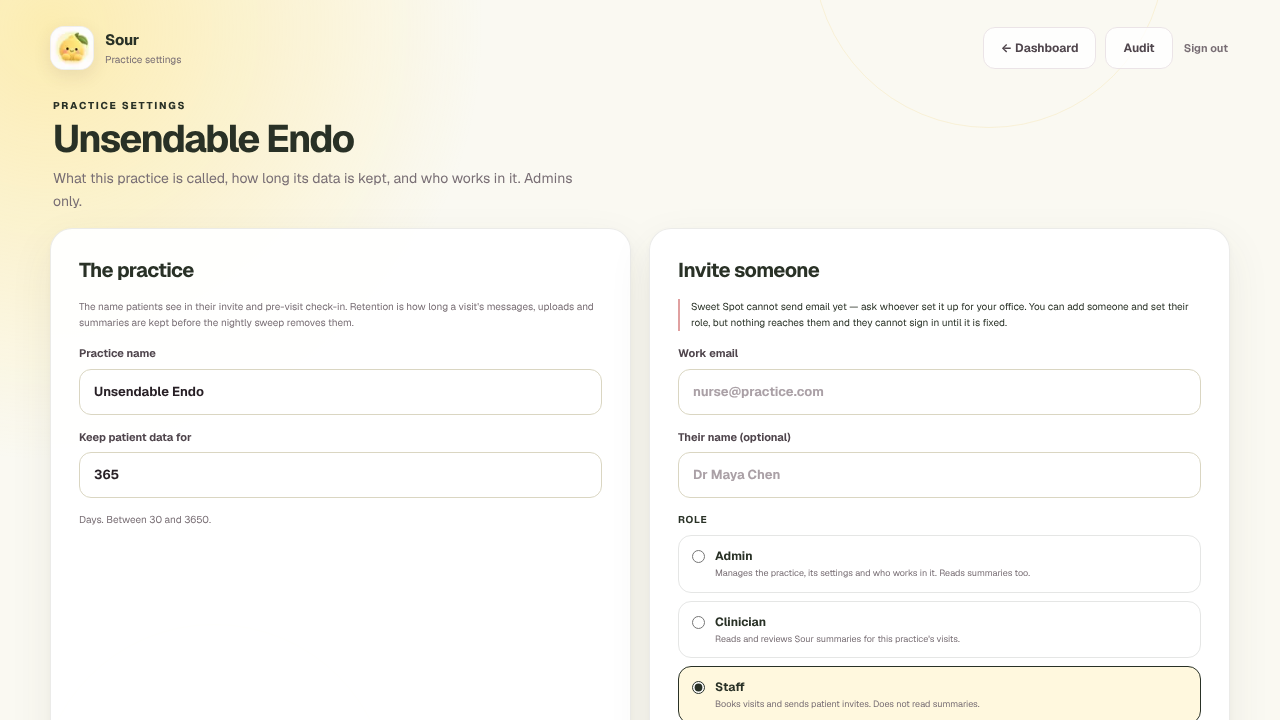 Sour
Practice settings
← Dashboard
Audit
Sign out
PRACTICE SETTINGS
Unsendable Endo
What this practice is called, how long its data is kept, and who works in it. Admins
only.
The practice
The name patients see in their invite and pre-visit check-in. Retention is how long a visit's messages, uploads and
summaries are kept before the nightly sweep removes them.
Practice name
Unsendable Endo
Keep patient data for
365
Days. Between 30 and 3650.
Invite someone
Sweet Spot cannot send email yet — ask whoever set it up for your office. You can add someone and set their
role, but nothing reaches them and they cannot sign in until it is fixed.
Work email
nurse@practice.com
Their name (optional)
Dr Maya Chen
ROLE
Admin
Manages the practice, its settings and who works in it. Reads summaries too.
Clinician
Reads and reviews Sour summaries for this practice's visits.
Staff
Books visits and sends patient invites. Does not read summaries.